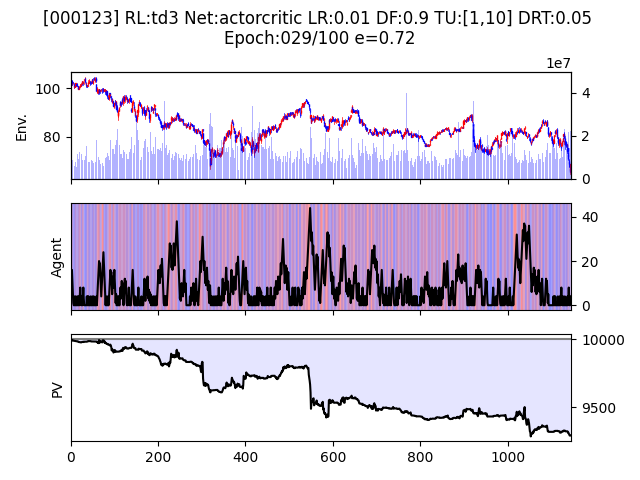 [000123] RL:td3 Net:actorcritic LR:0.01 DF:0.9 TU:[1,10] DRT:0.05
Epoch:029/100 e=0.72
1e7
100
80
Env.
4
2
0
Agent
40
20
0
PV
10000
9500
0 200 400 600 800 1000